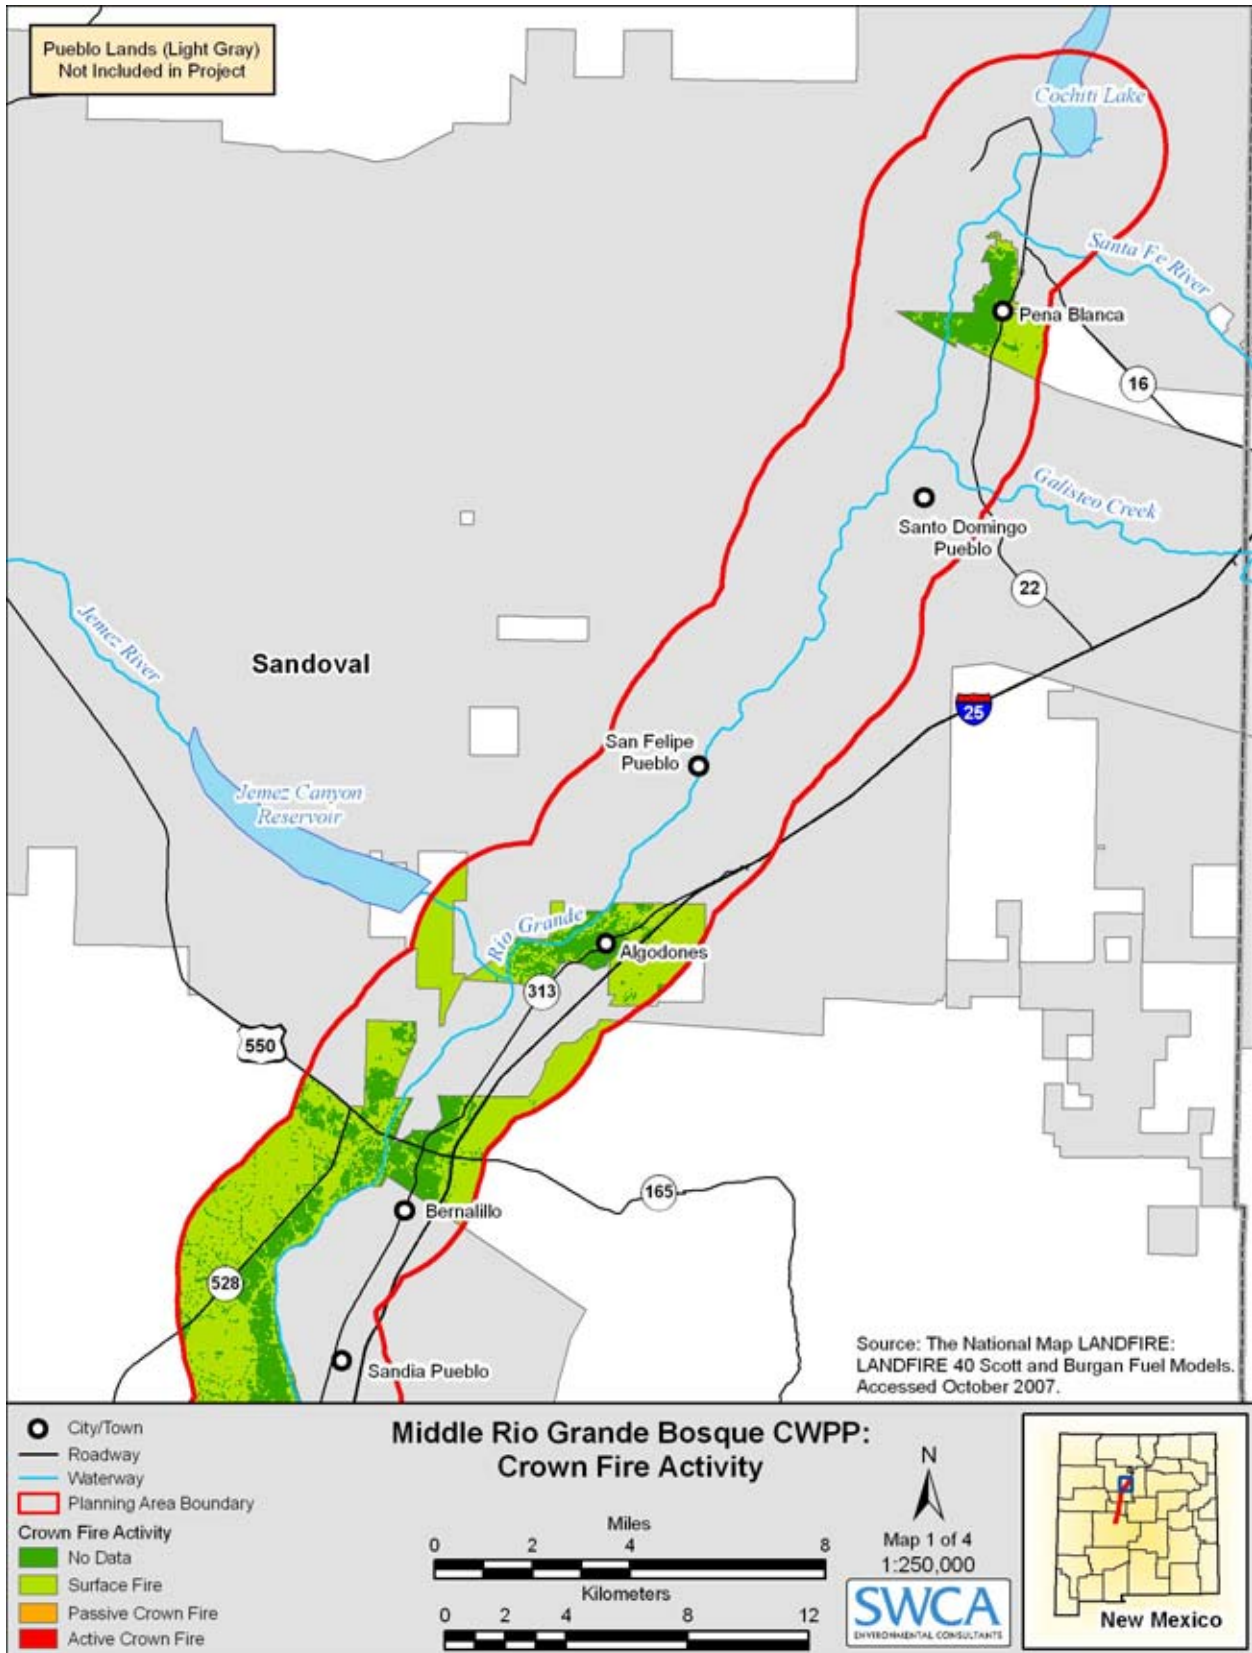 Pueblo Lands (Light Gray)
Not Included in Project
Cochiti Lake
Santa Fe River
Pena Blanca
16
Galisteo Creek
Santo Domingo
Pueblo
22
Jemez River
Sandoval
25
San Felipe
Pueblo
Jemez Canyon
Reservoir
Rio Grande
Algodones
313
550
165
Bernalillo
528
Sandia Pueblo
Source: The National Map LANDFIRE:
LANDFIRE 40 Scott and Burgan Fuel Models.
Accessed October 2007.
City/Town
Roadway
Waterway
Planning Area Boundary
Crown Fire Activity
No Data
Surface Fire
Passive Crown Fire
Active Crown Fire
Middle Rio Grande Bosque CWPP:
Crown Fire Activity
Miles
0 2 4 8
Kilometers
0 2 4 8 12
N
Map 1 of 4
1:250,000
SWCA
ENVIRONMENTAL CONSULTANTS
New Mexico